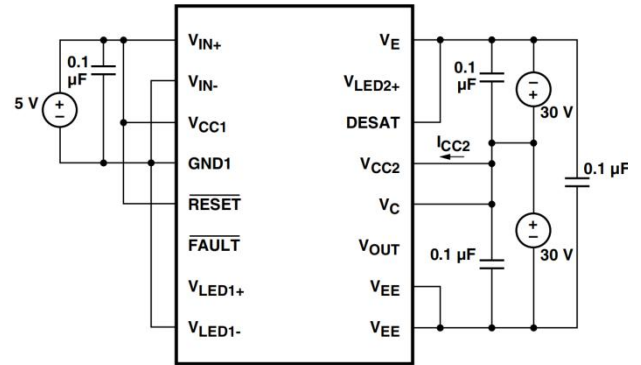 V_IN+
V_IN-
V_CC1
GND1
RESET
FAULT
V_LED1+
V_LED1-
V_E
V_LED2+
DESAT
V_CC2
V_C
V_OUT
V_EE
V_EE
0.1
µF
5 V
+
−
0.1
µF
−
+
30 V
I_CC2
0.1 µF
+
−
0.1 µF
30 V